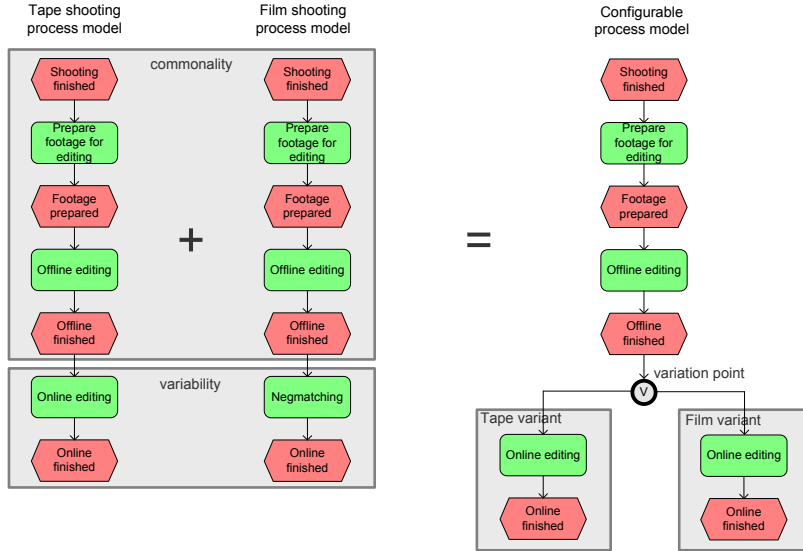 Tape shooting
process model
Film shooting
process model
Configurable
process model
commonality
Shooting
finished
Shooting
finished
Shooting
finished
Prepare
footage for
editing
Prepare
footage for
editing
Prepare
footage for
editing
Footage
prepared
Footage
prepared
Footage
prepared
+
=
Offline editing
Offline editing
Offline editing
Offline
finished
Offline
finished
Offline
finished
variability
variation point
V
Online editing
Negmatching
Tape variant
Film variant
Online editing
Online editing
Online
finished
Online
finished
Online
finished
Online
finished